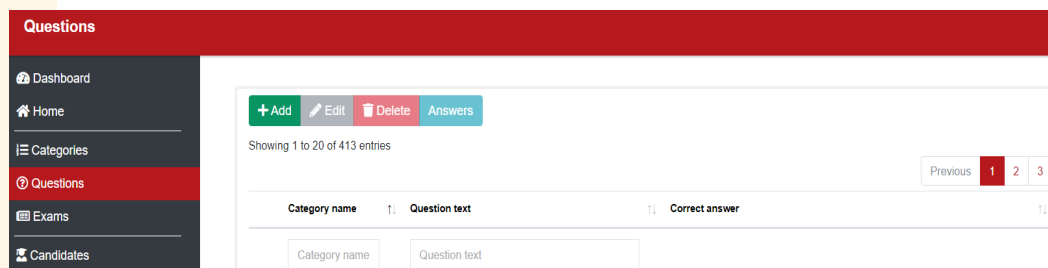 Questions
Dashboard
Home
Categories
Questions
Exams
Candidates
Add Edit Delete Answers
Showing 1 to 20 of 413 entries
Previous 1 2 3
Category name Question text Correct answer
Category name Question text